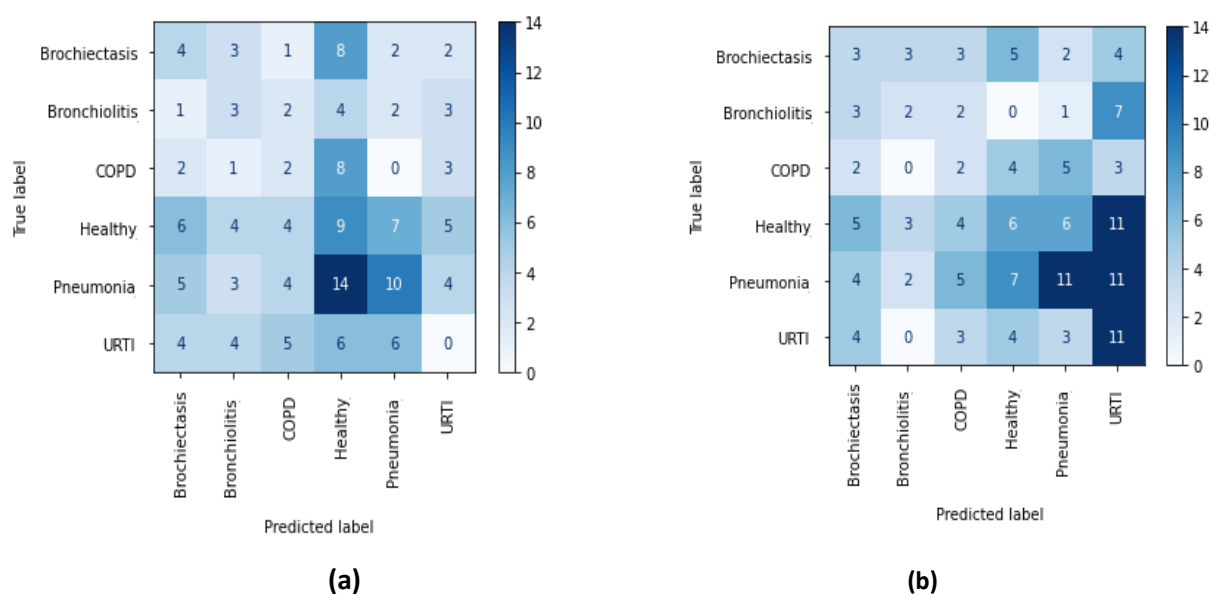 Brochiectasis 4 3 1 8 2 2
Bronchiolitis 1 3 2 4 2 3
COPD 2 1 2 8 0 3
Healthy 6 4 4 9 7 5
Pneumonia 5 3 4 14 10 4
URTI 4 4 5 6 6 0
True label
Brochiectasis
Bronchiolitis
COPD
Healthy
Pneumonia
URTI
Predicted label
14
12
10
8
6
4
2
0
(a)
Brochiectasis 3 3 3 5 2 4
Bronchiolitis 3 2 2 0 1 7
COPD 2 0 2 4 5 3
Healthy 5 3 4 6 6 11
Pneumonia 4 2 5 7 11 11
URTI 4 0 3 4 3 11
True label
Brochiectasis
Bronchiolitis
COPD
Healthy
Pneumonia
URTI
Predicted label
14
12
10
8
6
4
2
0
(b)